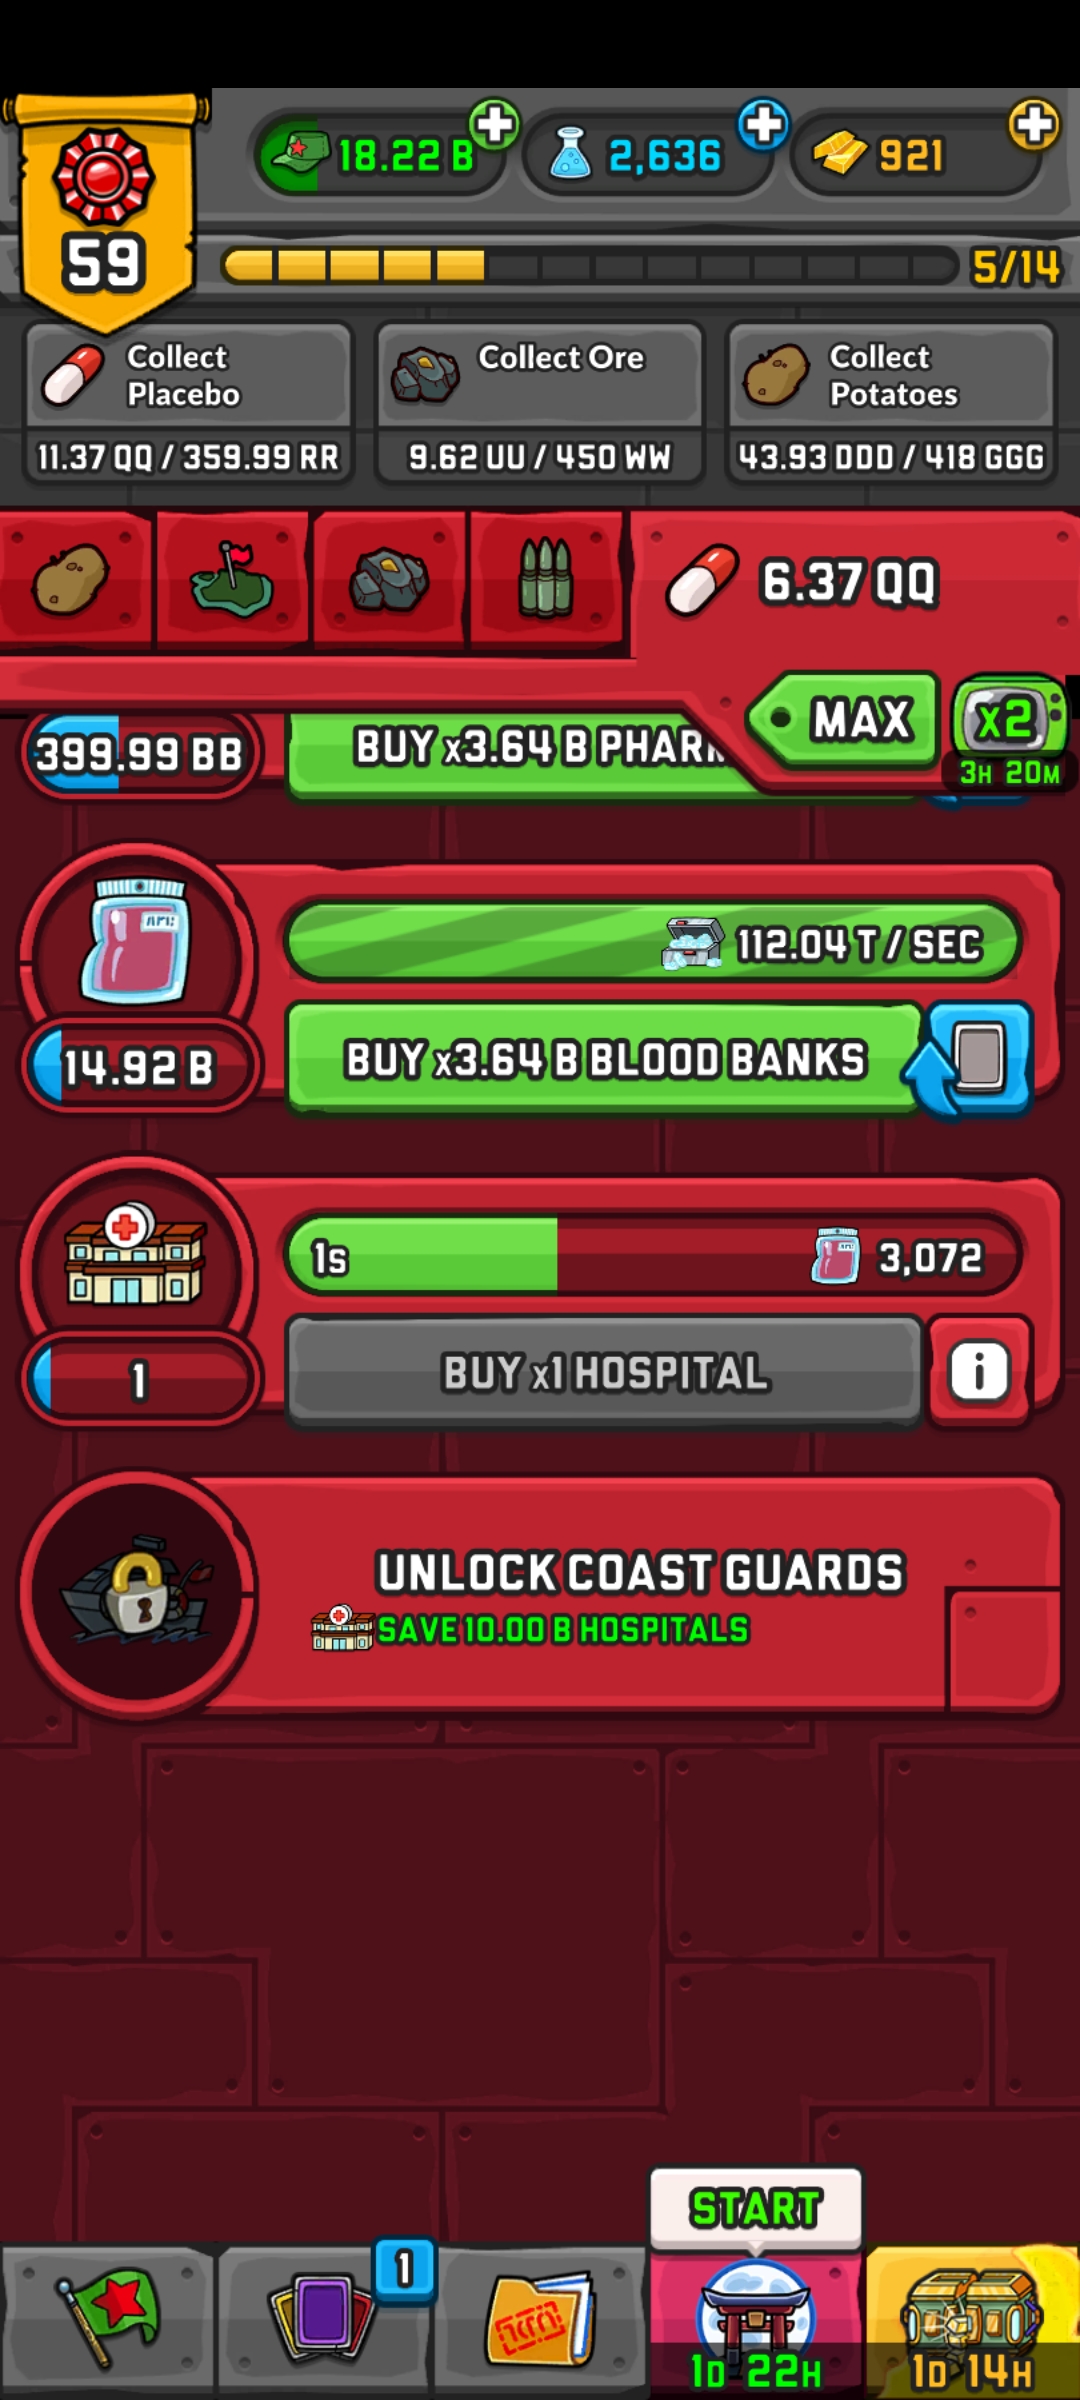 59
18.22 B
2,636
921
5/14
Collect
Placebo
11.37 QQ / 359.99 RR
Collect Ore
9.62 UU / 450 WW
Collect
Potatoes
43.93 DDD / 418 GGG
6.37 QQ
MAX
x2
3H 20M
399.99 BB
BUY x3.64 B
112.04 T / SEC
14.92 B
BUY x3.64 B BLOOD BANKS
1s
3,072
1
BUY x1 HOSPITAL
i
UNLOCK COAST GUARDS
SAVE 10.00 B HOSPITALS
START
1
1D 22H
1D 14H